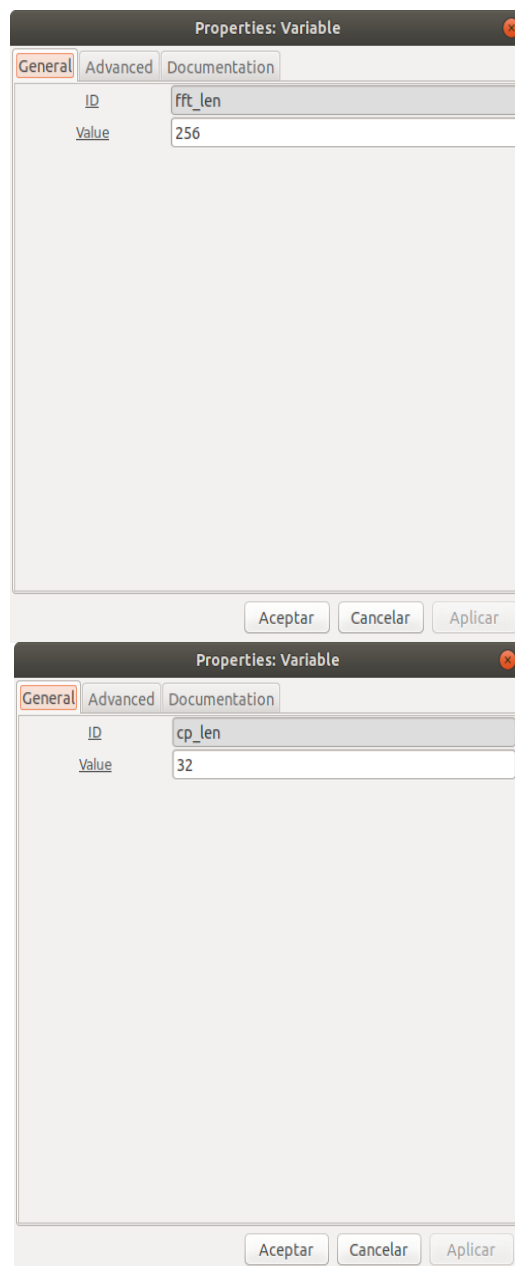 Properties: Variable
General Advanced Documentation
ID fft_len
Value 256
Aceptar Cancelar Aplicar
Properties: Variable
General Advanced Documentation
ID cp_len
Value 32
Aceptar Cancelar Aplicar